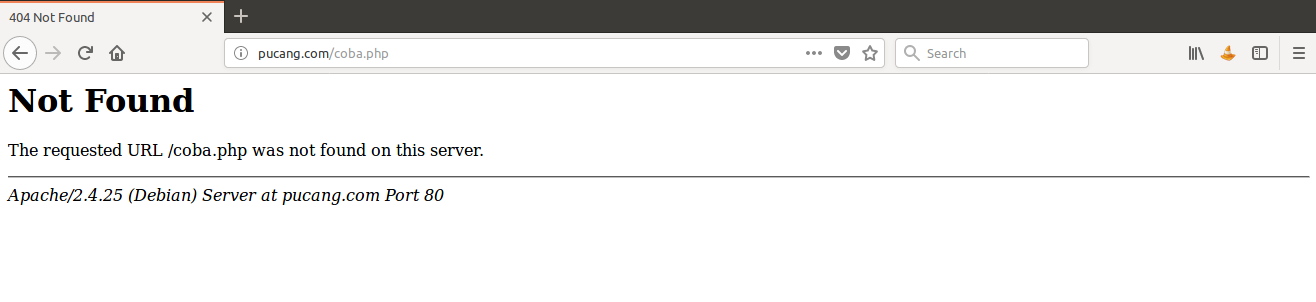 404 Not Found
pucang.com/coba.php
Search
Not Found
The requested URL /coba.php was not found on this server.
Apache/2.4.25 (Debian) Server at pucang.com Port 80